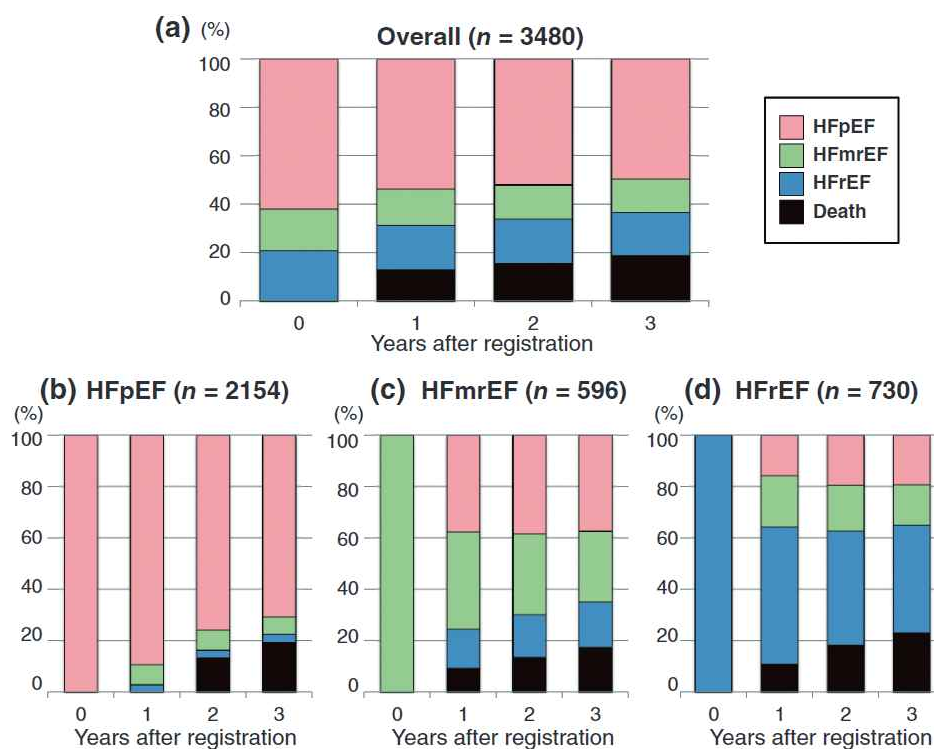 (a) (%)
Overall (n = 3480)
100
80
60
40
20
0
0 1 2 3
Years after registration
HFpEF
HFmrEF
HFrEF
Death
(b) HFpEF (n = 2154)
(%)
100
80
60
40
20
0
0 1 2 3
Years after registration
(c) HFmrEF (n = 596)
(%)
100
80
60
40
20
0
0 1 2 3
Years after registration
(d) HFrEF (n = 730)
(%)
100
80
60
40
20
0
0 1 2 3
Years after registration